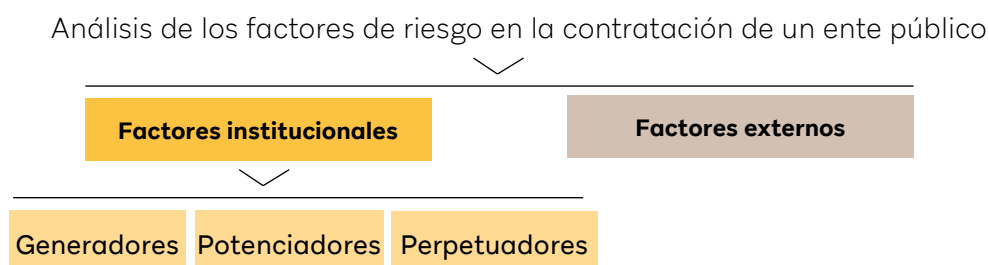 Análisis de los factores de riesgo en la contratación de un ente público
Factores institucionales
Factores externos
Generadores
Potenciadores
Perpetuadores